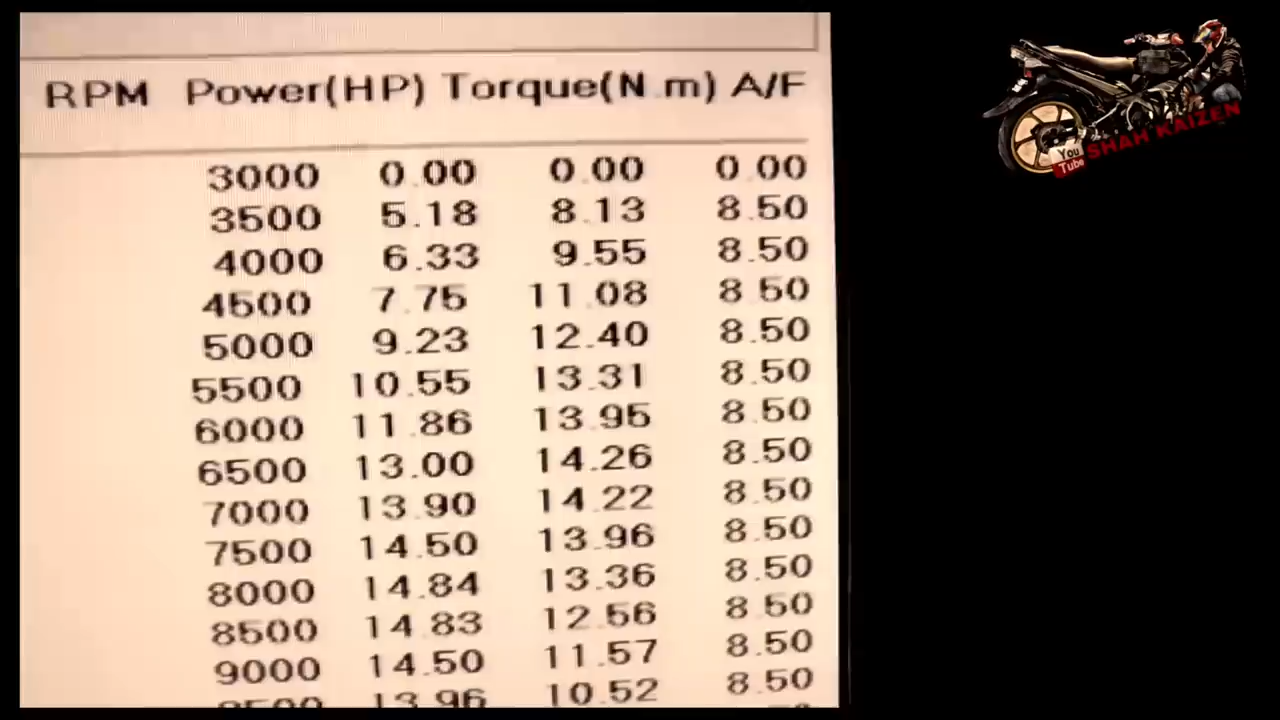 RPM Power(HP) Torque(N.m) A/F
3000 0.00 0.00 0.00
3500 5.18 8.13 8.50
4000 6.33 9.55 8.50
4500 7.75 11.08 8.50
5000 9.23 12.40 8.50
5500 10.55 13.31 8.50
6000 11.86 13.95 8.50
6500 13.00 14.26 8.50
7000 13.90 14.22 8.50
7500 14.50 13.96 8.50
8000 14.84 13.36 8.50
8500 14.83 12.56 8.50
9000 14.50 11.57 8.50
13.96 10.52 8.50
You
Tube
SHAH KAIZEN